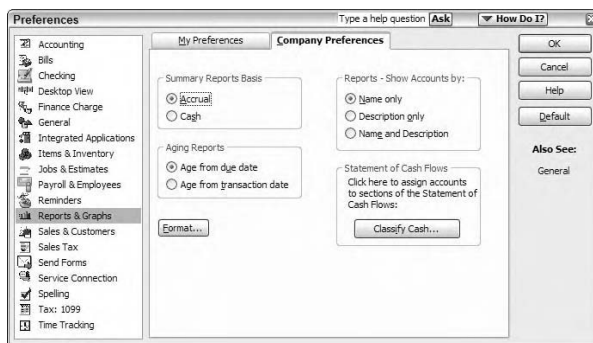 Preferences
Type a help question Ask
How Do I?
Accounting
Bills
Checking
Desktop View
Finance Charge
General
Integrated Applications
Items & Inventory
Jobs & Estimates
Payroll & Employees
Reminders
Reports & Graphs
Sales & Customers
Sales Tax
Send Forms
Service Connection
Spelling
Tax: 1099
Time Tracking
My Preferences
Company Preferences
Summary Reports Basis
Accrual
Cash
Aging Reports
Age from due date
Age from transaction date
Format...
Reports - Show Accounts by:
Name only
Description only
Name and Description
Statement of Cash Flows
Click here to assign accounts
to sections of the Statement of
Cash Flows:
Classify Cash...
OK
Cancel
Help
Default
Also See:
General